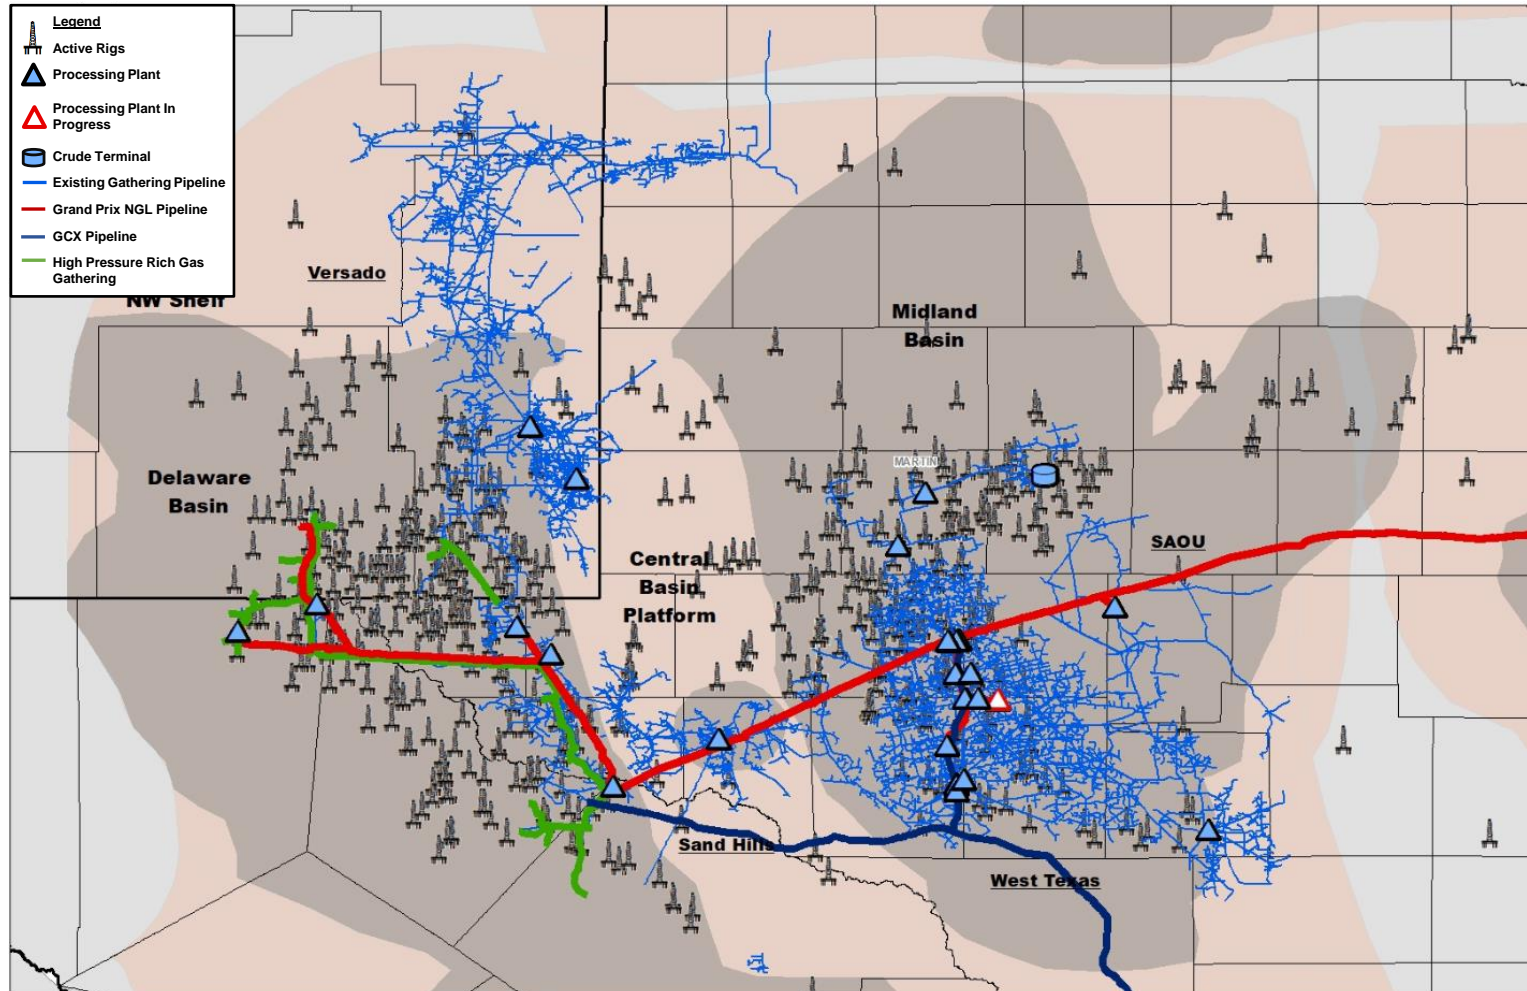 Legend
Active Rigs
Processing Plant
Processing Plant In
Progress
Crude Terminal
Existing Gathering Pipeline
Grand Prix NGL Pipeline
GCX Pipeline
High Pressure Rich Gas
Gathering
NW Shelf
Versado
Midland
Basin
Delaware
Basin
MARTIN
Central
Basin
Platform
SAOU
Sand Hills
West Texas